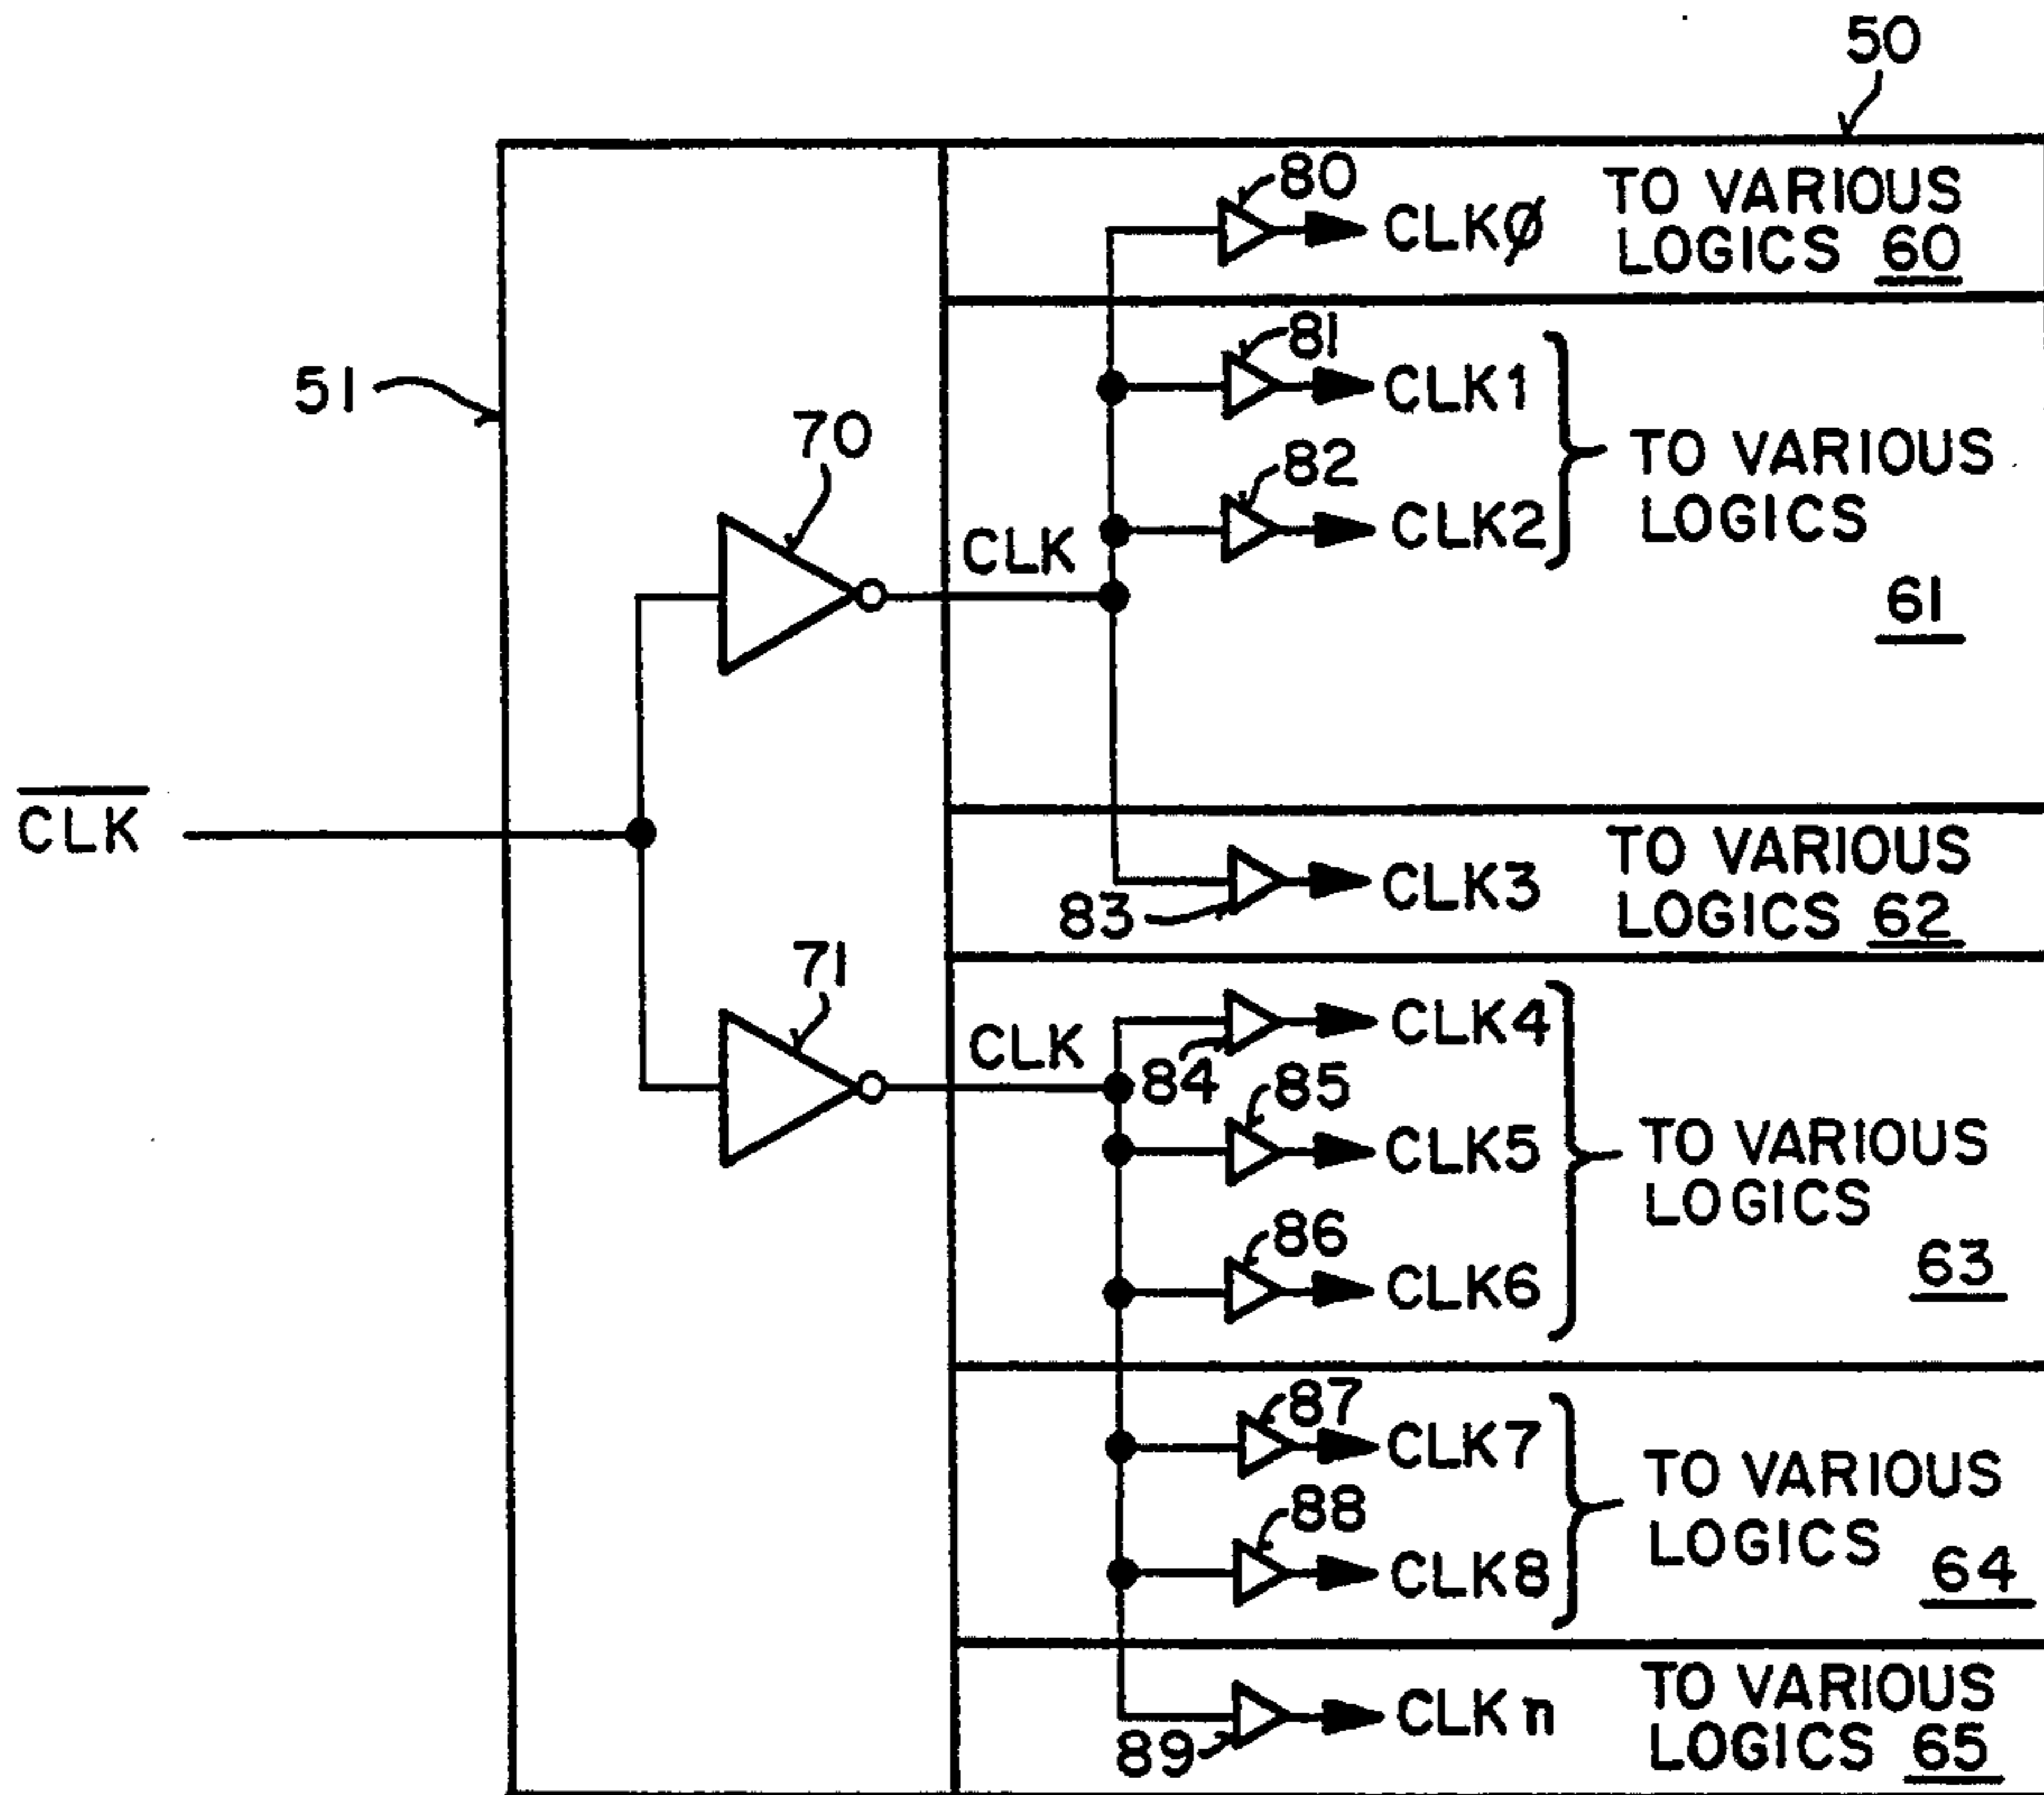 50
80
CLKØ
TO VARIOUS
LOGICS 60
81
CLK1
82
CLK2
TO VARIOUS
LOGICS
61
51
70
CLK
C̅L̅K̅
83
CLK3
TO VARIOUS
LOGICS 62
71
CLK
84
CLK4
85
CLK5
86
CLK6
TO VARIOUS
LOGICS
63
87
CLK7
88
CLK8
TO VARIOUS
LOGICS
64
89
CLKn
TO VARIOUS
LOGICS 65